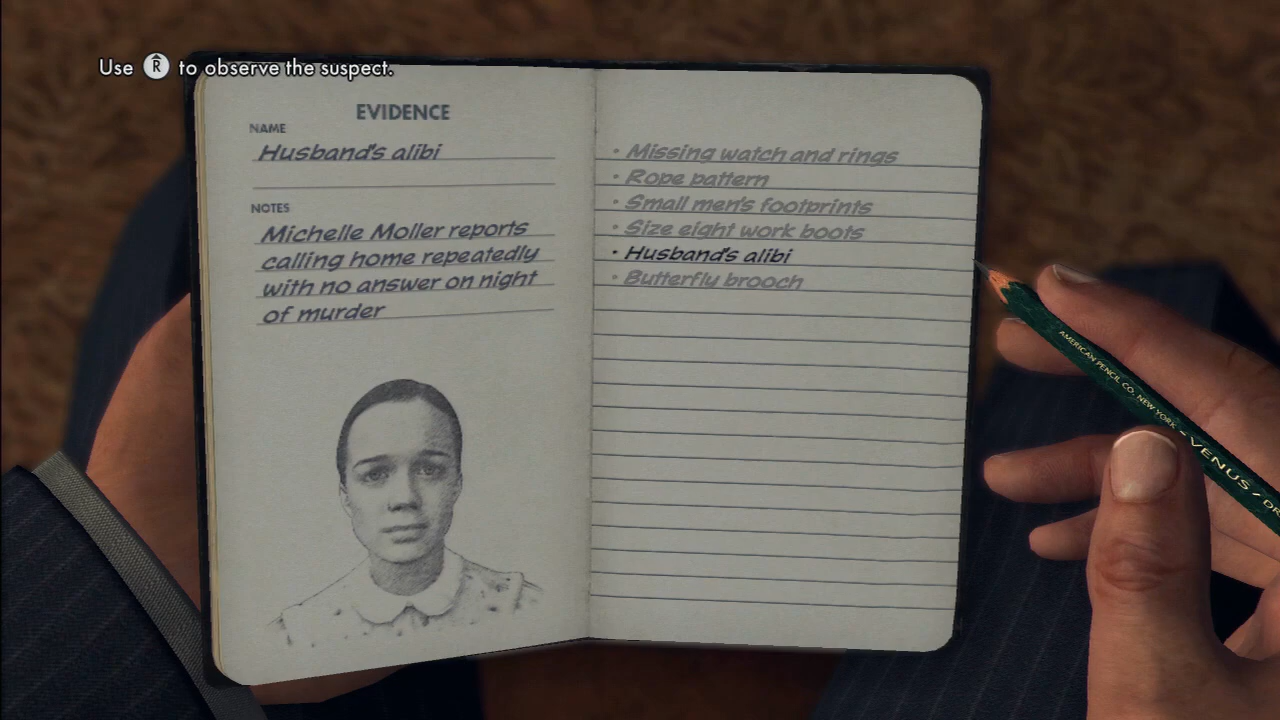 Use R to observe the suspect.
EVIDENCE
NAME
Husband's alibi
NOTES
Michelle Moller reports
calling home repeatedly
with no answer on night
of murder
• Missing watch and rings
• Rope pattern
• Small men's footprints
• Size eight work boots
• Husband's alibi
• Butterfly brooch
AMERICAN PENCIL CO. NEW YORK
VENUS / DR